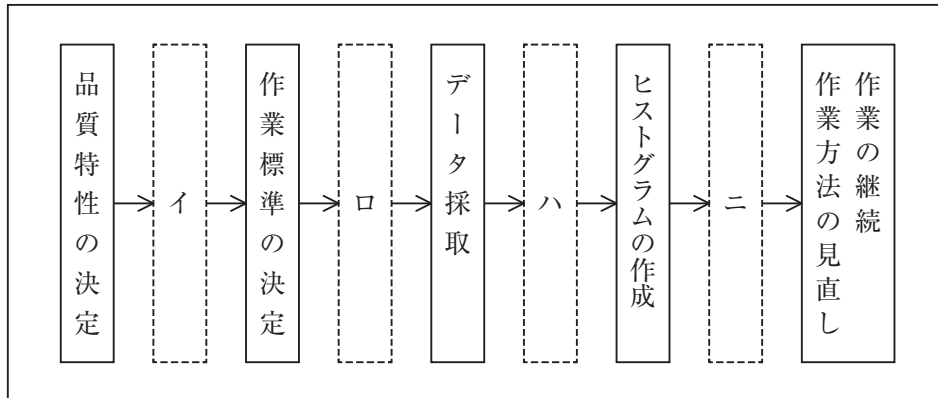 品質特性の決定
イ
作業標準の決定
ロ
データ採取
ハ
ヒストグラムの作成
ニ
作業の継続
作業方法の見直し